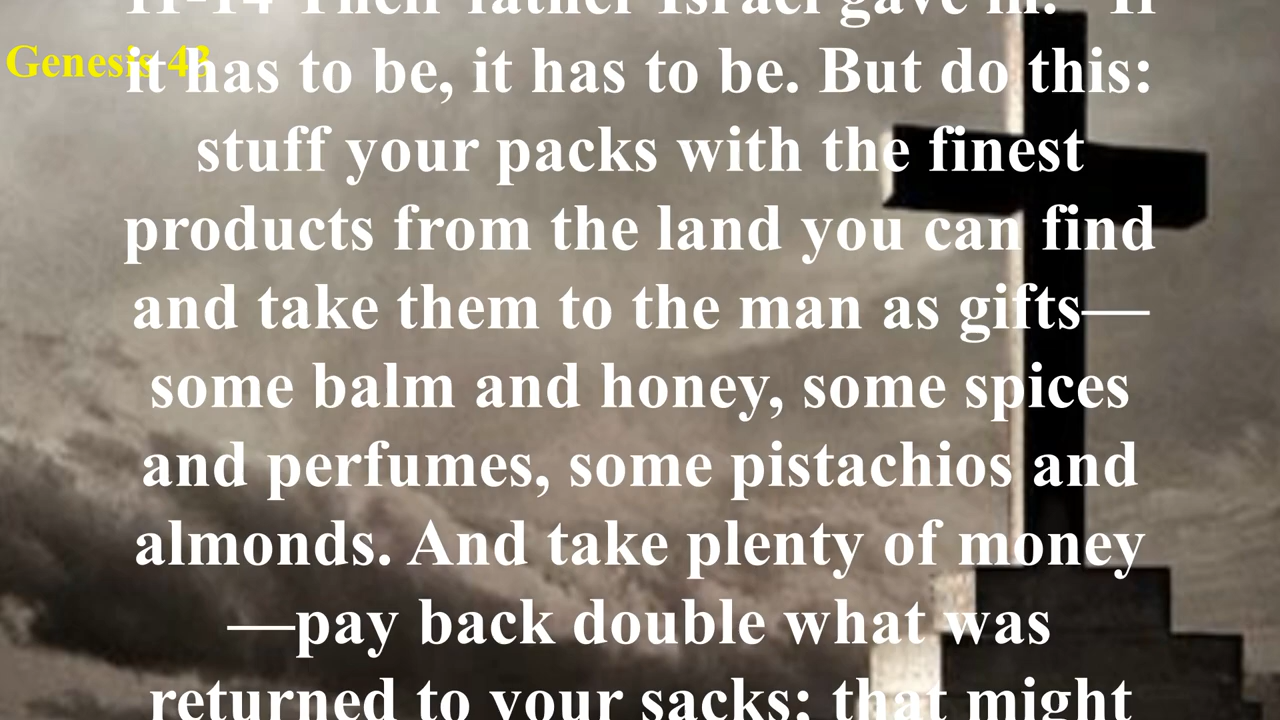 11-14 Their father Israel gave in. "If
Genesis 43
it has to be, it has to be. But do this:
stuff your packs with the finest
products from the land you can find
and take them to the man as gifts—
some balm and honey, some spices
and perfumes, some pistachios and
almonds. And take plenty of money
—pay back double what was
returned to your sacks; that might